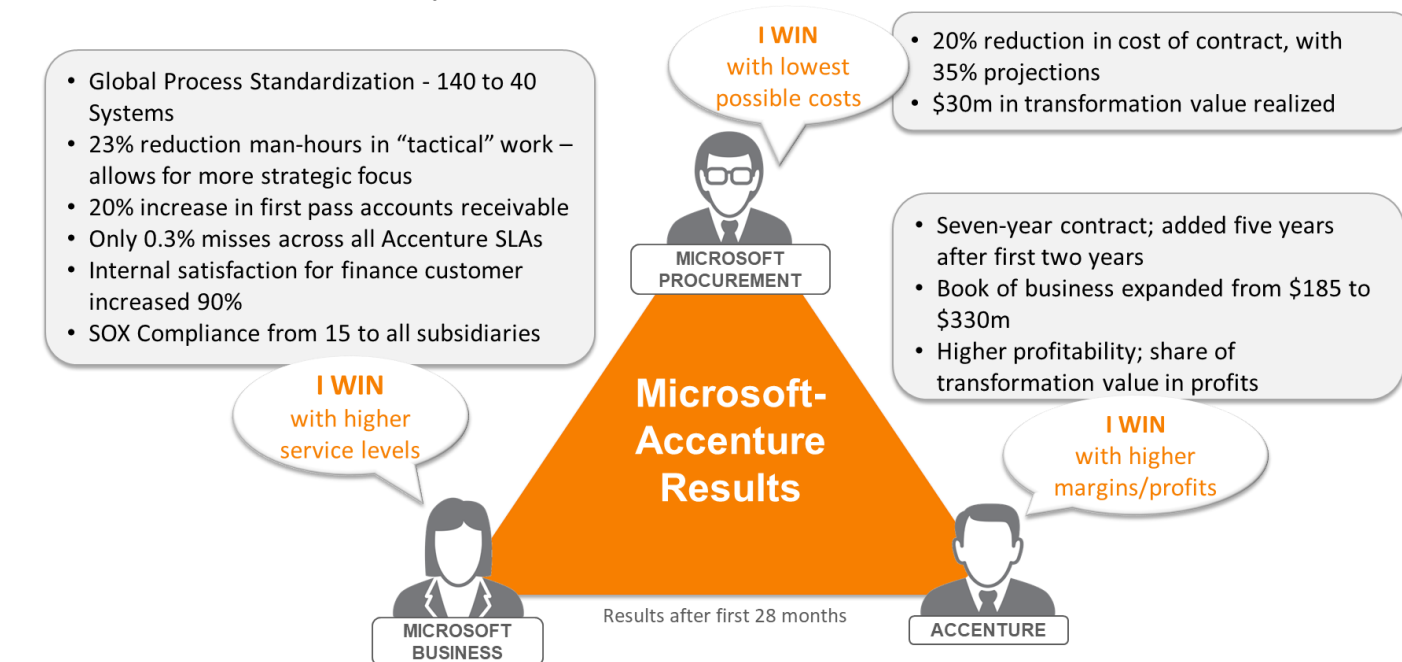 I WIN
with lowest
possible costs
• 20% reduction in cost of contract, with
35% projections
• $30m in transformation value realized
• Global Process Standardization - 140 to 40
Systems
• 23% reduction man-hours in “tactical” work –
allows for more strategic focus
• 20% increase in first pass accounts receivable
• Only 0.3% misses across all Accenture SLAs
• Internal satisfaction for finance customer
increased 90%
• SOX Compliance from 15 to all subsidiaries
MICROSOFT
PROCUREMENT
• Seven-year contract; added five years
after first two years
• Book of business expanded from $185 to
$330m
• Higher profitability; share of
transformation value in profits
I WIN
with higher
service levels
Microsoft-
Accenture
Results
I WIN
with higher
margins/profits
MICROSOFT
BUSINESS
Results after first 28 months
ACCENTURE